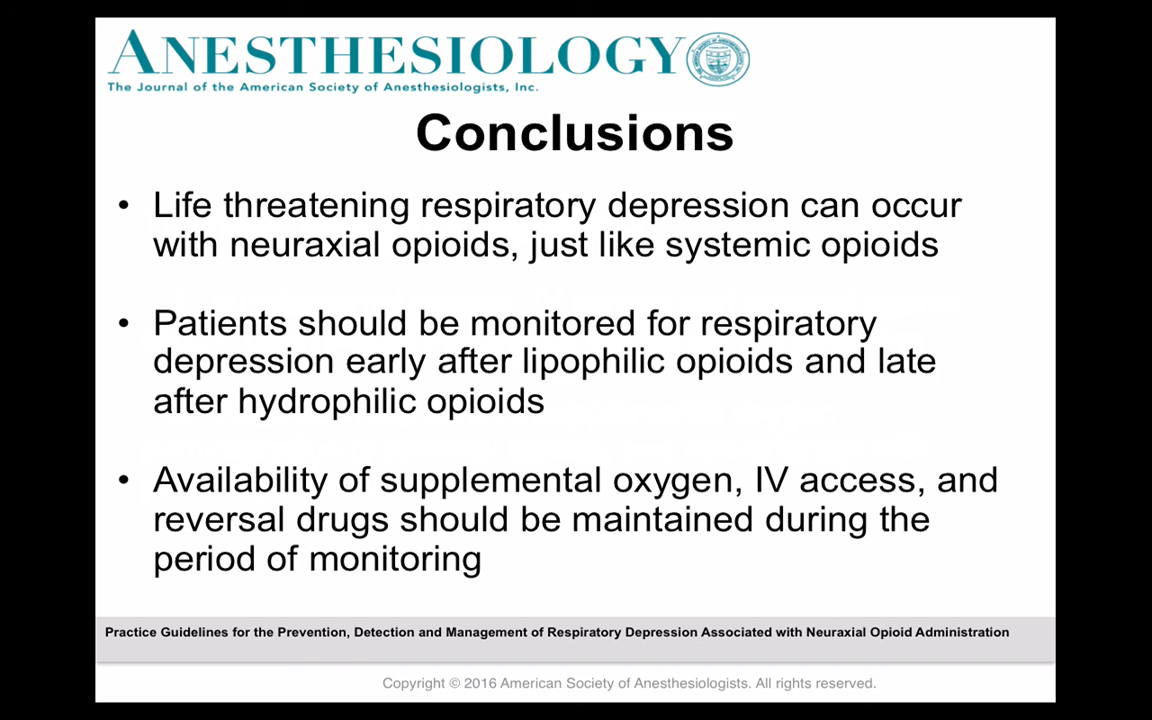 ANESTHESIOLOGY
The Journal of the American Society of Anesthesiologists, Inc.
Conclusions
• Life threatening respiratory depression can occur
with neuraxial opioids, just like systemic opioids
• Patients should be monitored for respiratory
depression early after lipophilic opioids and late
after hydrophilic opioids
• Availability of supplemental oxygen, IV access, and
reversal drugs should be maintained during the
period of monitoring
Practice Guidelines for the Prevention, Detection and Management of Respiratory Depression Associated with Neuraxial Opioid Administration
Copyright © 2016 American Society of Anesthesiologists. All rights reserved.